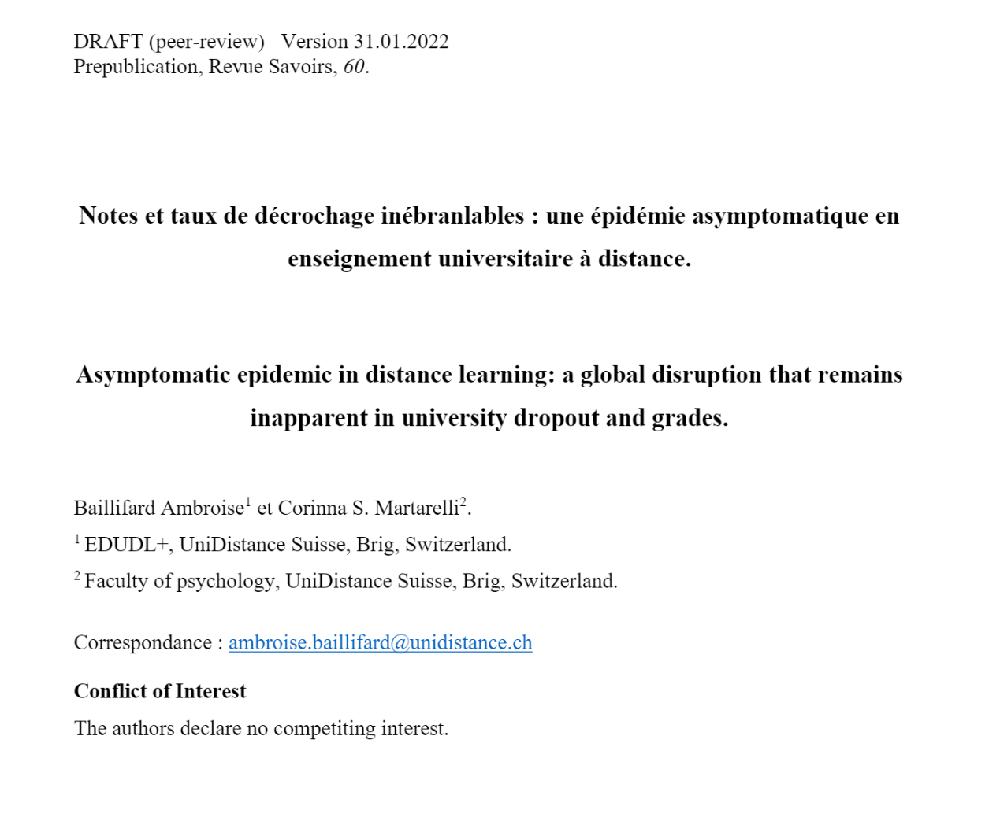 DRAFT (peer-review)– Version 31.01.2022
Prepublication, Revue Savoirs, 60.
Notes et taux de décrochage inébranlables : une épidémie asymptomatique en
enseignement universitaire à distance.
Asymptomatic epidemic in distance learning: a global disruption that remains
inapparent in university dropout and grades.
Baillifard Ambroise1 et Corinna S. Martarelli2.
1 EDUDL+, UniDistance Suisse, Brig, Switzerland.
2 Faculty of psychology, UniDistance Suisse, Brig, Switzerland.
Correspondance : ambroise.baillifard@unidistance.ch
Conflict of Interest
The authors declare no competiting interest.